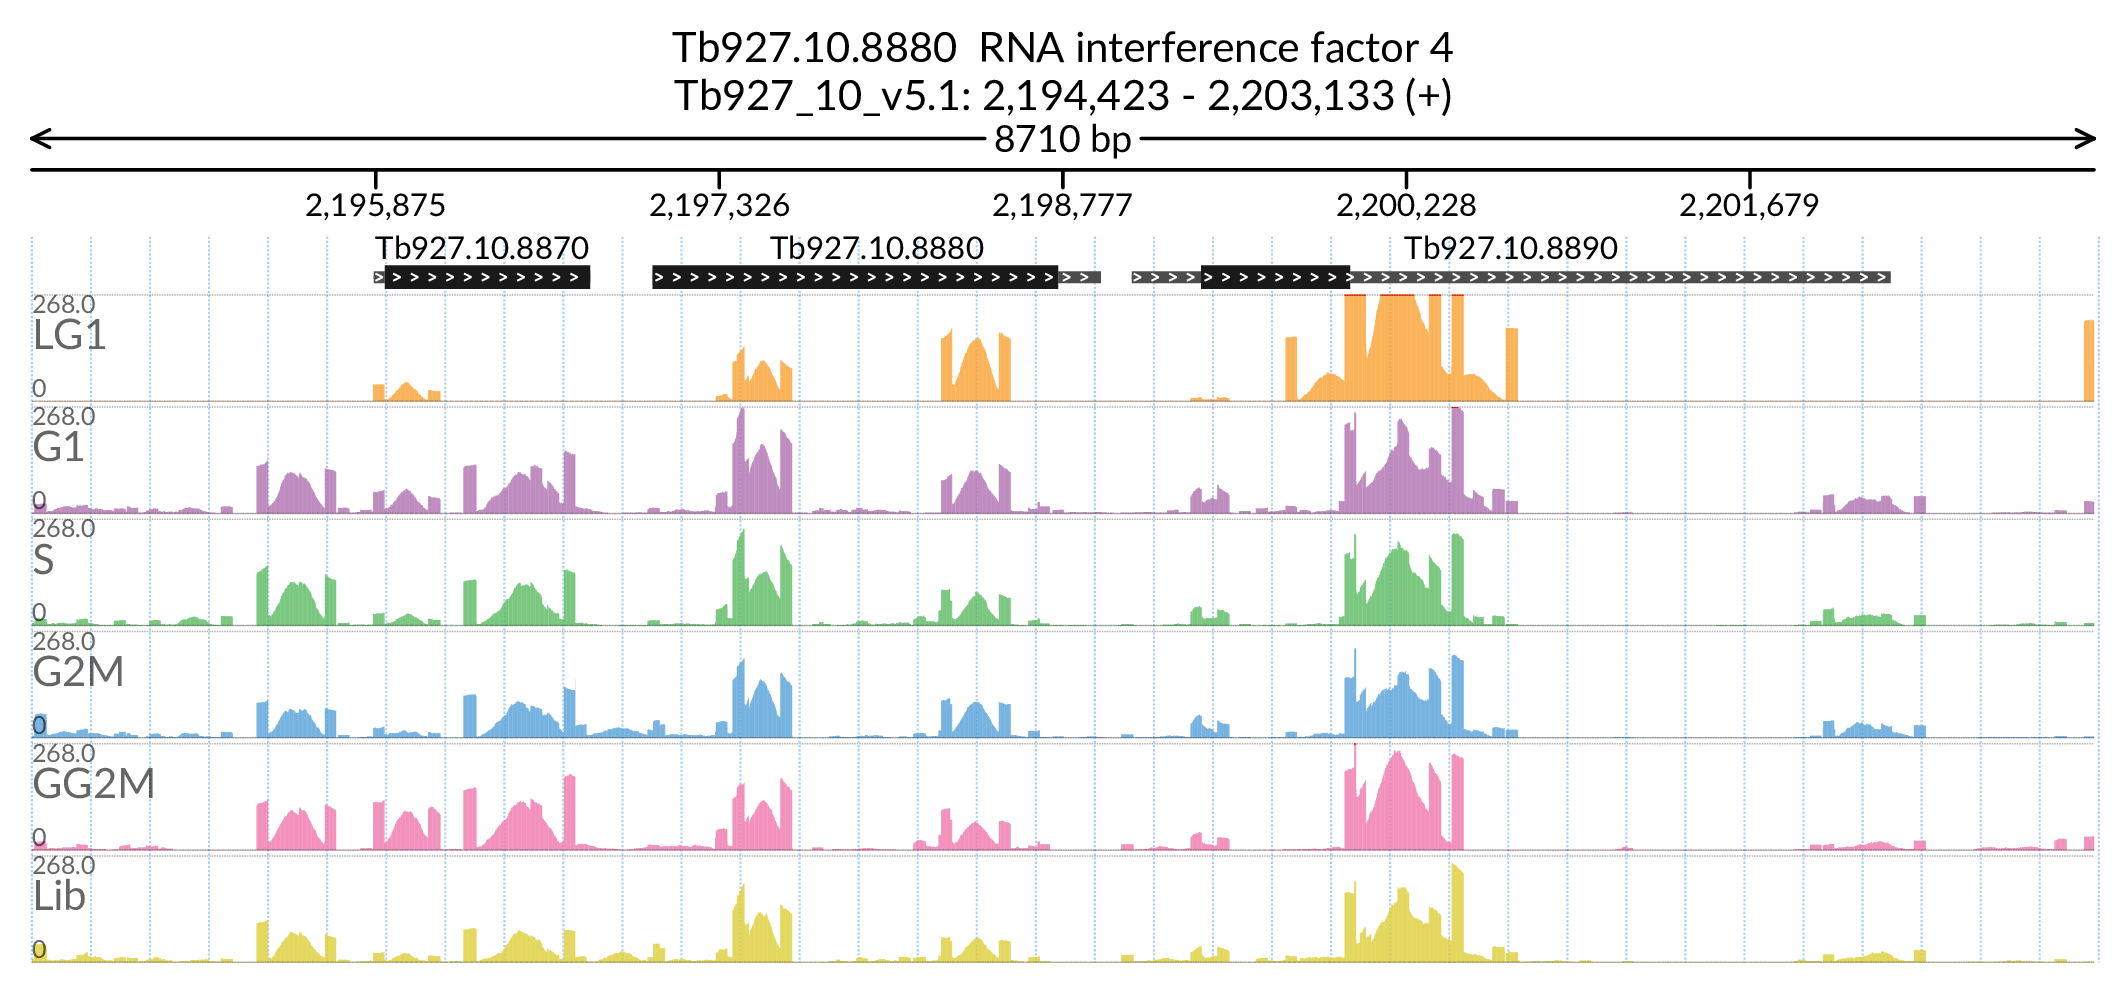 Tb927.10.8880  RNA interference factor 4
Tb927_10_v5.1: 2,194,423 - 2,203,133 (+)
8710 bp
2,195,875 2,197,326 2,198,777 2,200,228 2,201,679
Tb927.10.8870 Tb927.10.8880 Tb927.10.8890
268.0
LG1
0
268.0
G1
0
268.0
S
0
268.0
G2M
0
268.0
GG2M
0
268.0
Lib
0